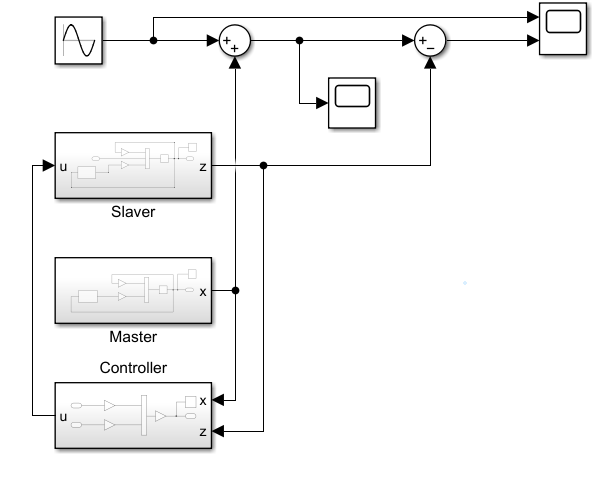 +
+
+
−
u
z
Slaver
x
Master
Controller
x
u
z